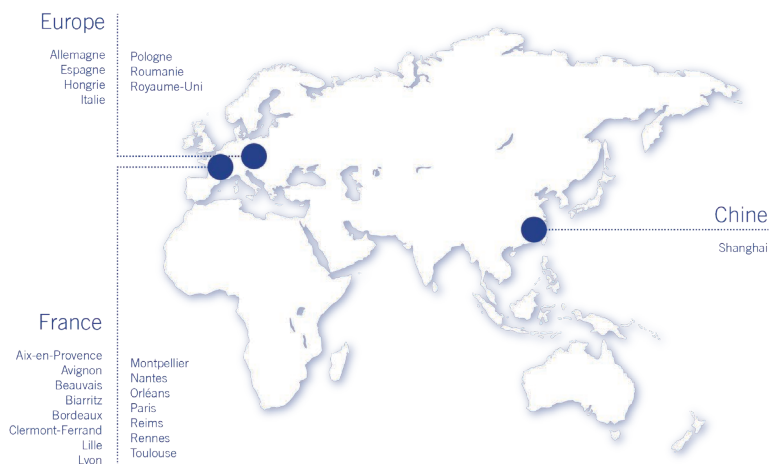 Europe
Allemagne
Espagne
Hongrie
Italie
Pologne
Roumanie
Royaume-Uni
Chine
Shanghai
France
Aix-en-Provence
Avignon
Beauvais
Biarritz
Bordeaux
Clermont-Ferrand
Lille
Lyon
Montpellier
Nantes
Orléans
Paris
Reims
Rennes
Toulouse